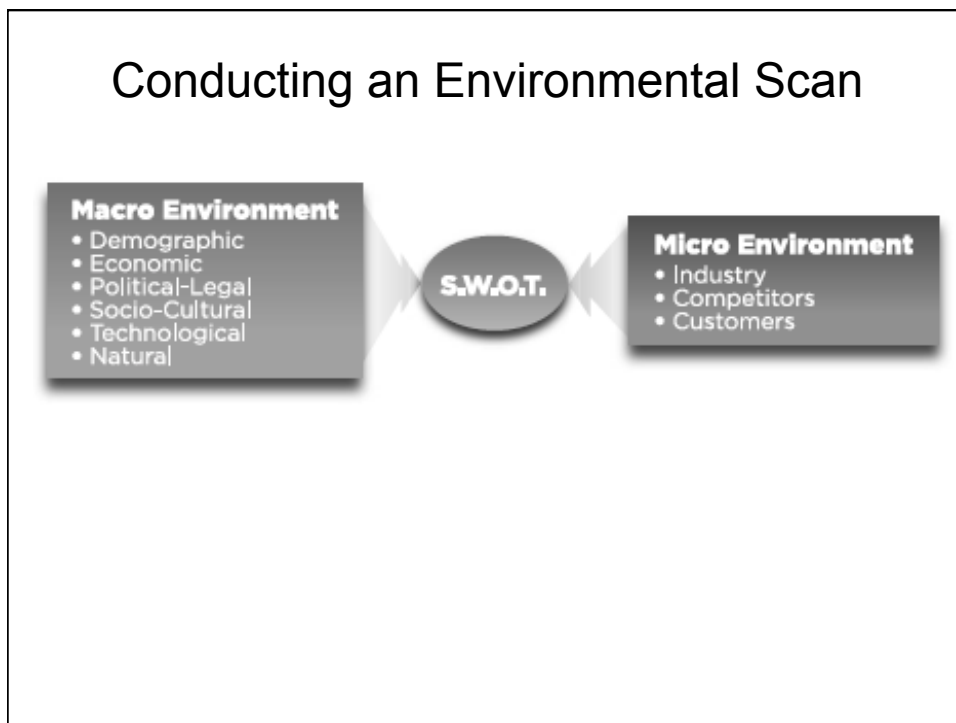 Conducting an Environmental Scan
Macro Environment
• Demographic
• Economic
• Political-Legal
• Socio-Cultural
• Technological
• Natural
S.W.O.T.
Micro Environment
• Industry
• Competitors
• Customers